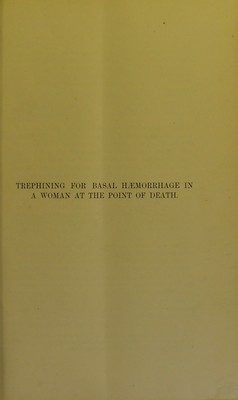 TREPHINING FOR BASAL HÆMORRHAGE IN
A WOMAN AT THE POINT OF DEATH.